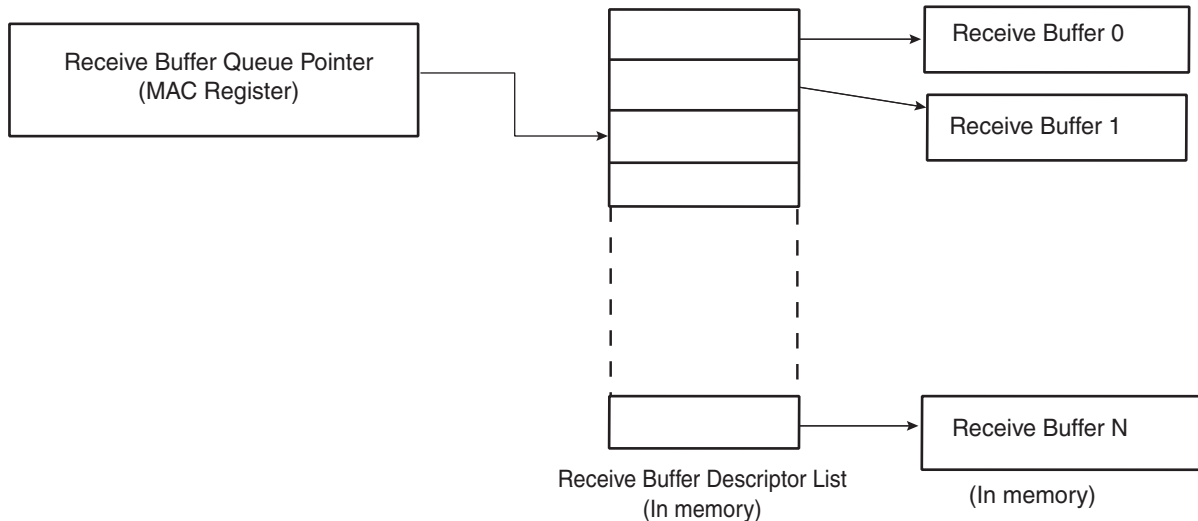 Receive Buffer Queue Pointer
(MAC Register)
Receive Buffer 0
Receive Buffer 1
Receive Buffer N
Receive Buffer Descriptor List
(In memory)
(In memory)